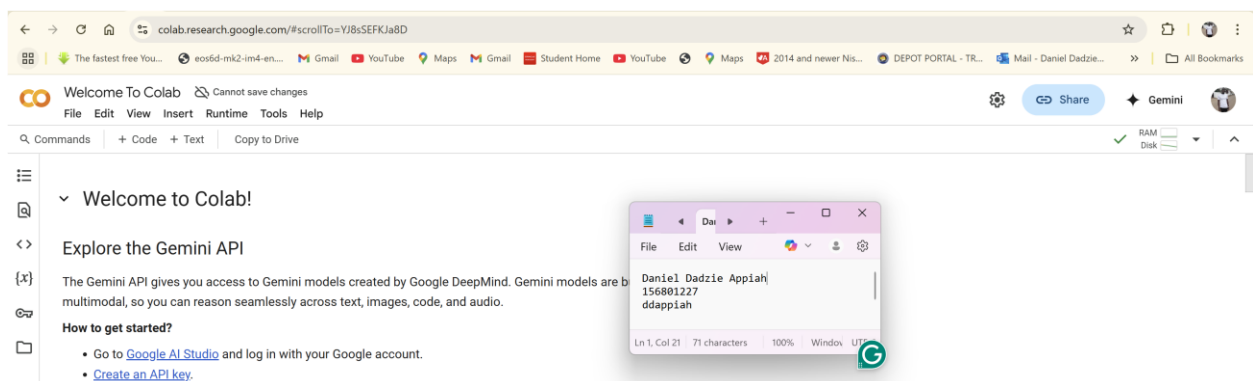 colab.research.google.com/#scrollTo=YJ8sSEFKJa8D
The fastest free You... eos6d-mk2-im4-en.... Gmail YouTube Maps Gmail Student Home YouTube Maps 2014 and newer Nis... DEPOT PORTAL - TR... Mail - Daniel Dadzie... » All Bookmarks
CO Welcome To Colab Cannot save changes
Share Gemini
File Edit View Insert Runtime Tools Help
Commands + Code + Text Copy to Drive
RAM
Disk
Welcome to Colab!
Explore the Gemini API
The Gemini API gives you access to Gemini models created by Google DeepMind. Gemini models are
multimodal, so you can reason seamlessly across text, images, code, and audio.
How to get started?
• Go to Google AI Studio and log in with your Google account.
• Create an API key.
{x}
File Edit View
Daniel Dadzie Appiah
156801227
ddappiah
Ln 1, Col 21 71 characters 100%
G